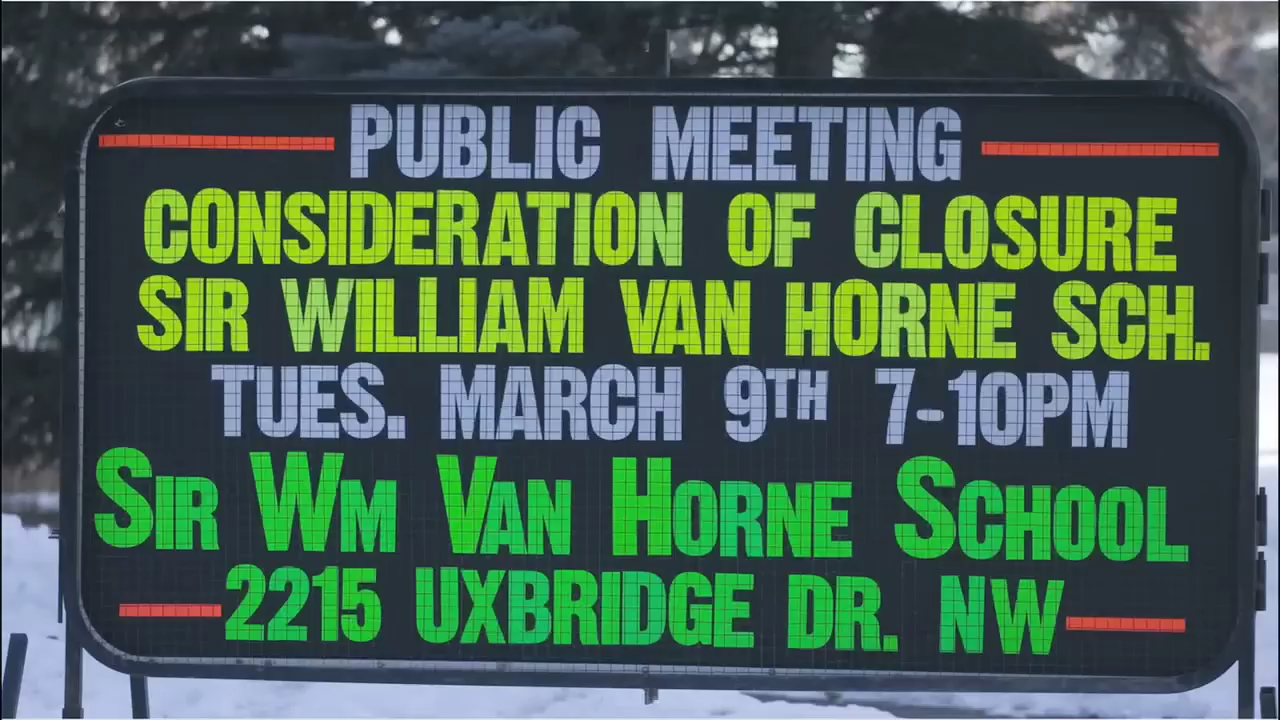 PUBLIC MEETING
CONSIDERATION OF CLOSURE
SIR WILLIAM VAN HORNE SCH.
TUES. MARCH 9TH 7-10PM
SIR WM VAN HORNE SCHOOL
2215 UXBRIDGE DR. NW